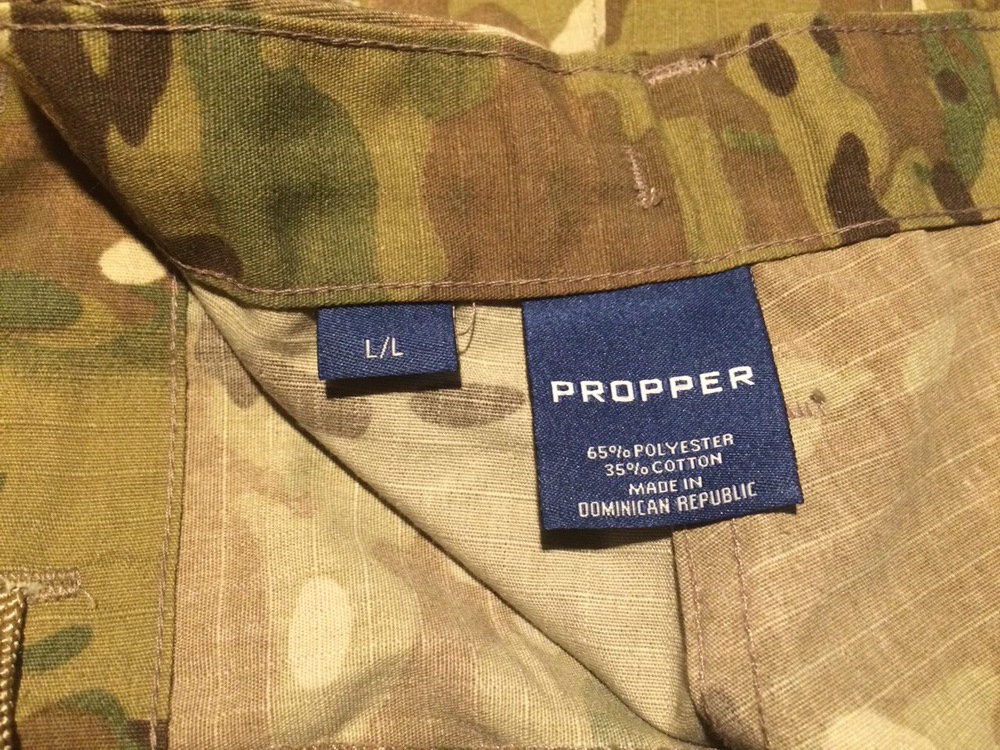 L/L
PROPPER
65% POLYESTER
35% COTTON
MADE IN
DOMINICAN REPUBLIC